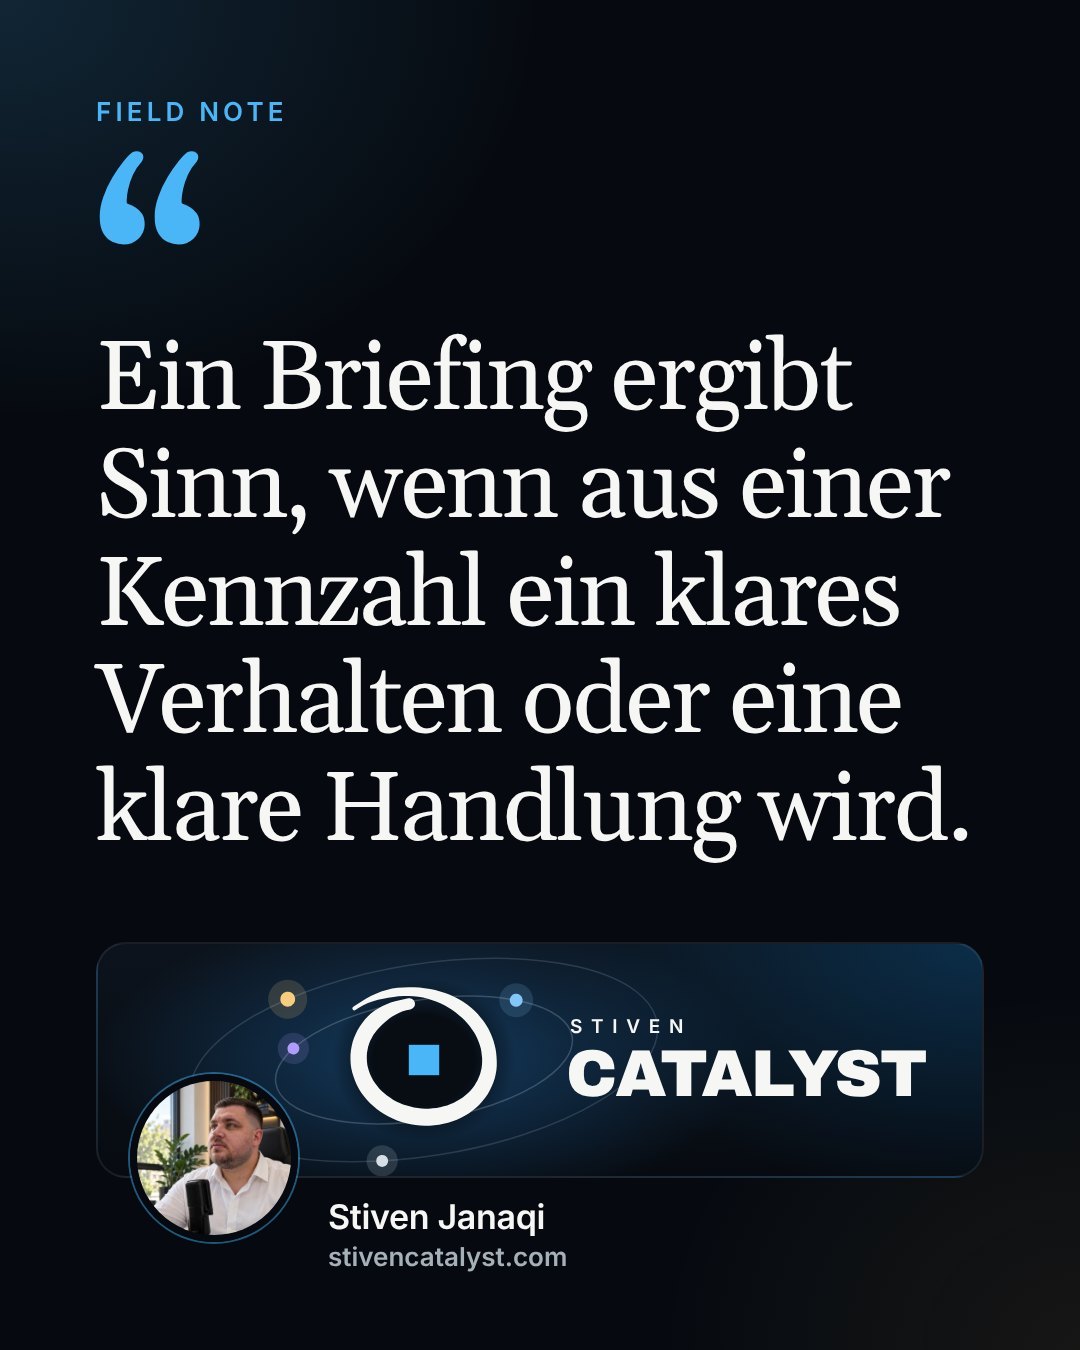 FIELD NOTE
“
Ein Briefing ergibt
Sinn, wenn aus einer
Kennzahl ein klares
Verhalten oder eine
klare Handlung wird.
STIVEN
CATALYST
Stiven Janaqi
stivencatalyst.com